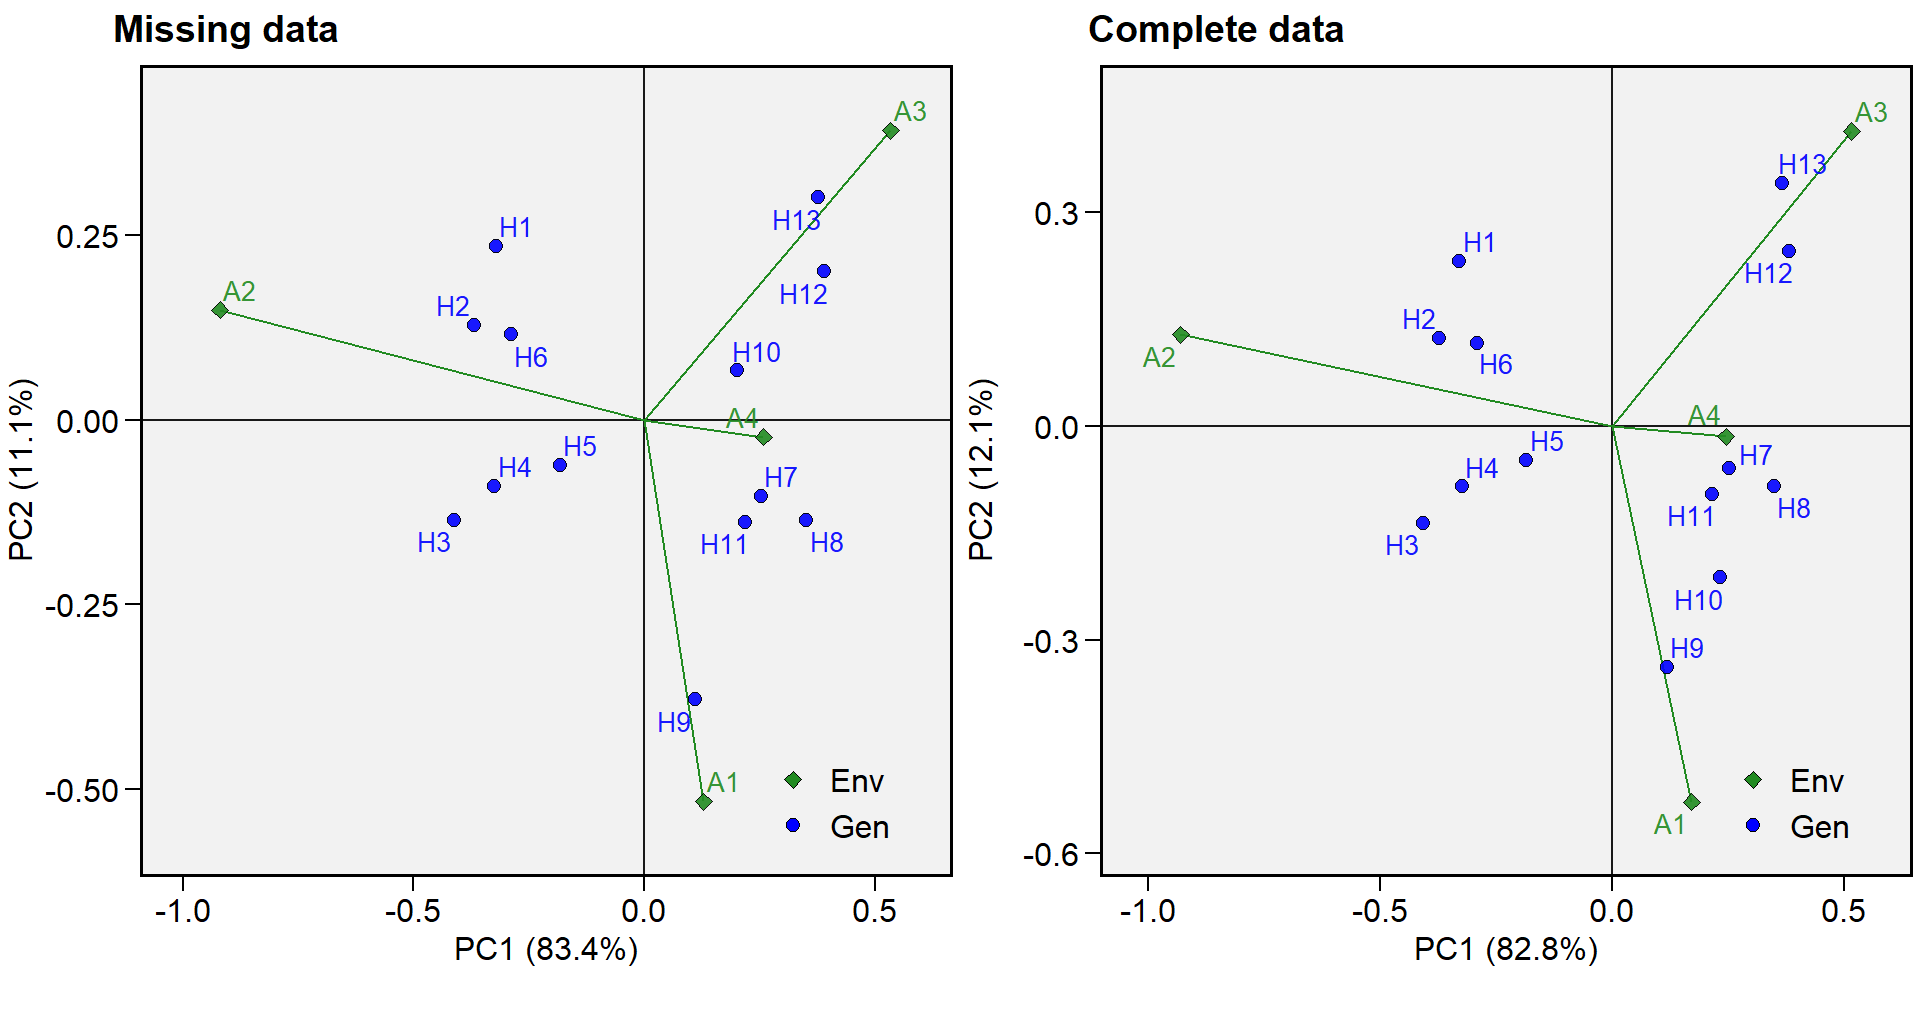 Missing data
A3
H13
H1
H12
A2
H2
H6
H10
A4
H5
H4
H7
H3
H11
H8
H9
A1
Env
Gen
0.25
0.00
-0.25
-0.50
-1.0
-0.5
0.0
0.5
PC1 (83.4%)
PC2 (11.1%)
Complete data
A3
H13
H1
H12
H2
A2
H6
A4
H5
H7
H4
H8
H11
H3
H10
H9
A1
Env
Gen
0.3
0.0
-0.3
-0.6
-1.0
-0.5
0.0
0.5
PC1 (82.8%)
PC2 (12.1%)